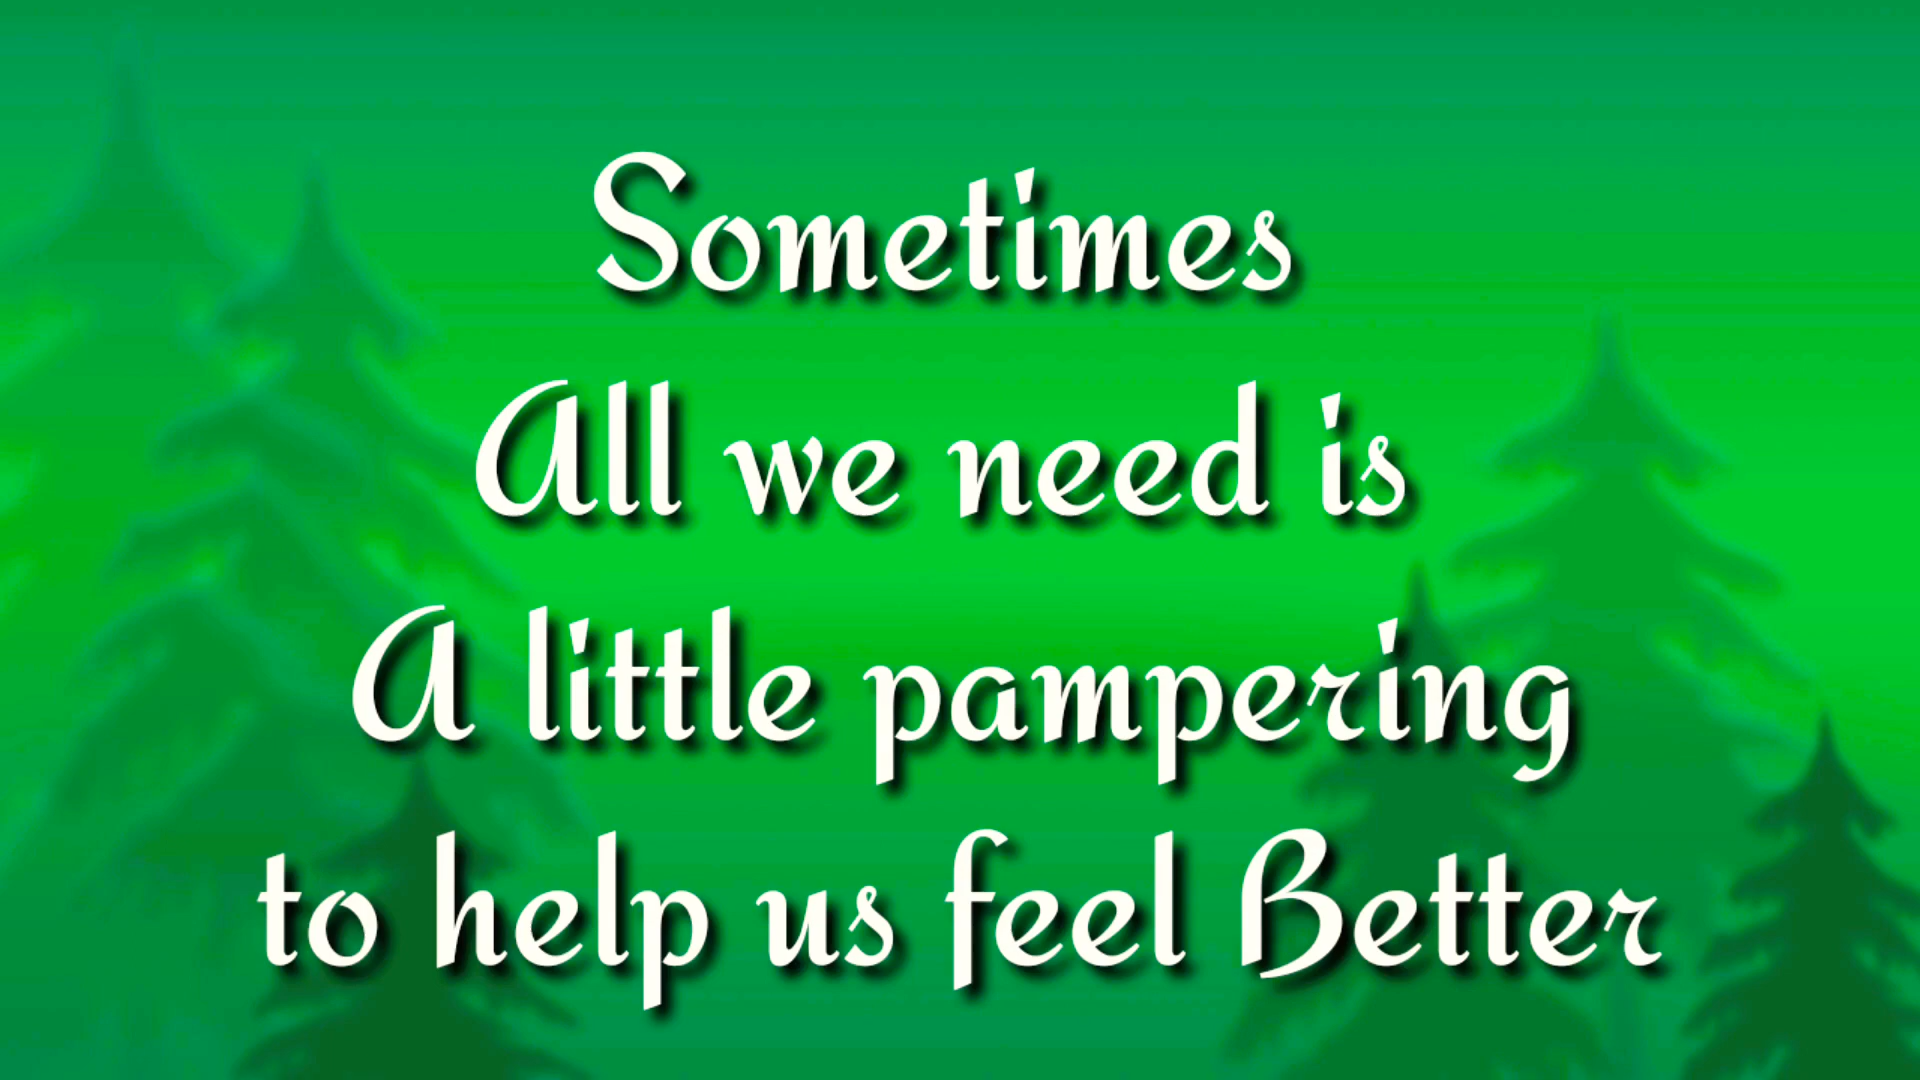 Sometimes
All we need is
A little pampering
to help us feel Better